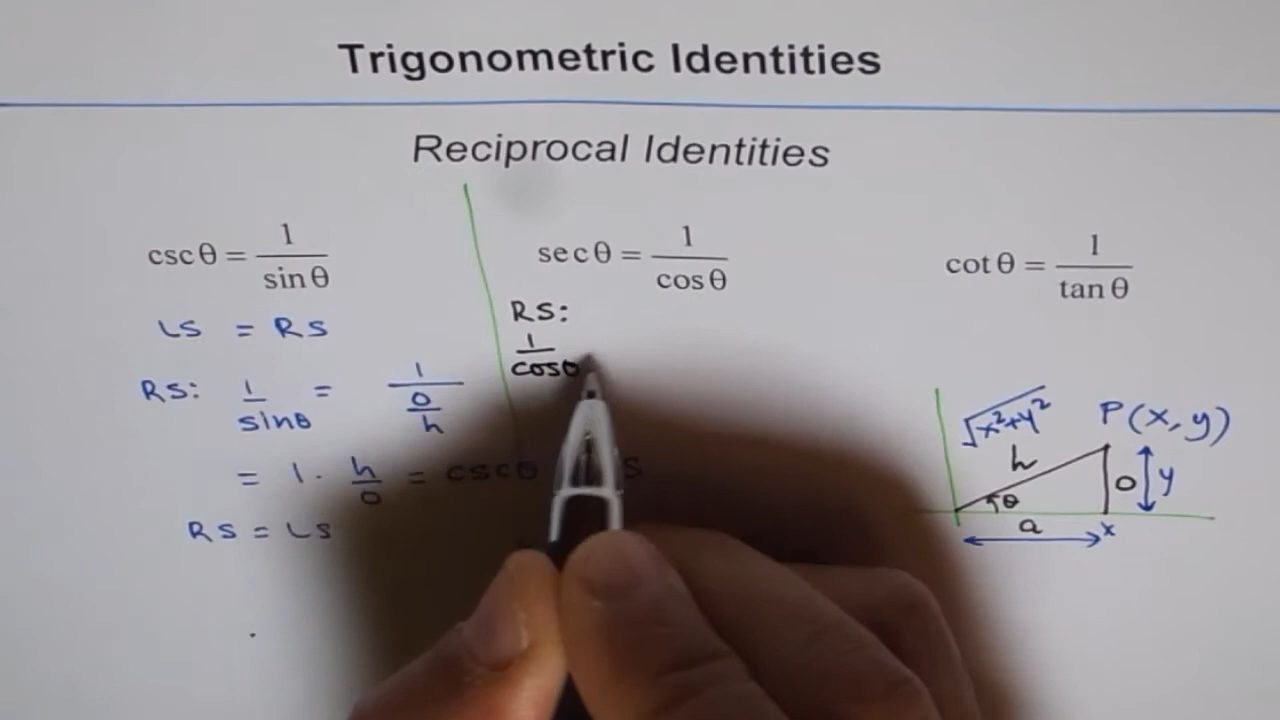 Trigonometric Identities
Reciprocal Identities
cscθ = 1/sinθ
LS = RS
RS: 1/sinθ = 1/(o/h)
= 1 · h/o = cscθ
RS = LS
secθ = 1/cosθ
RS:
1/cosθ
cotθ = 1/tanθ
√x²+y²
P(x, y)
h
θ
o
y
a
x